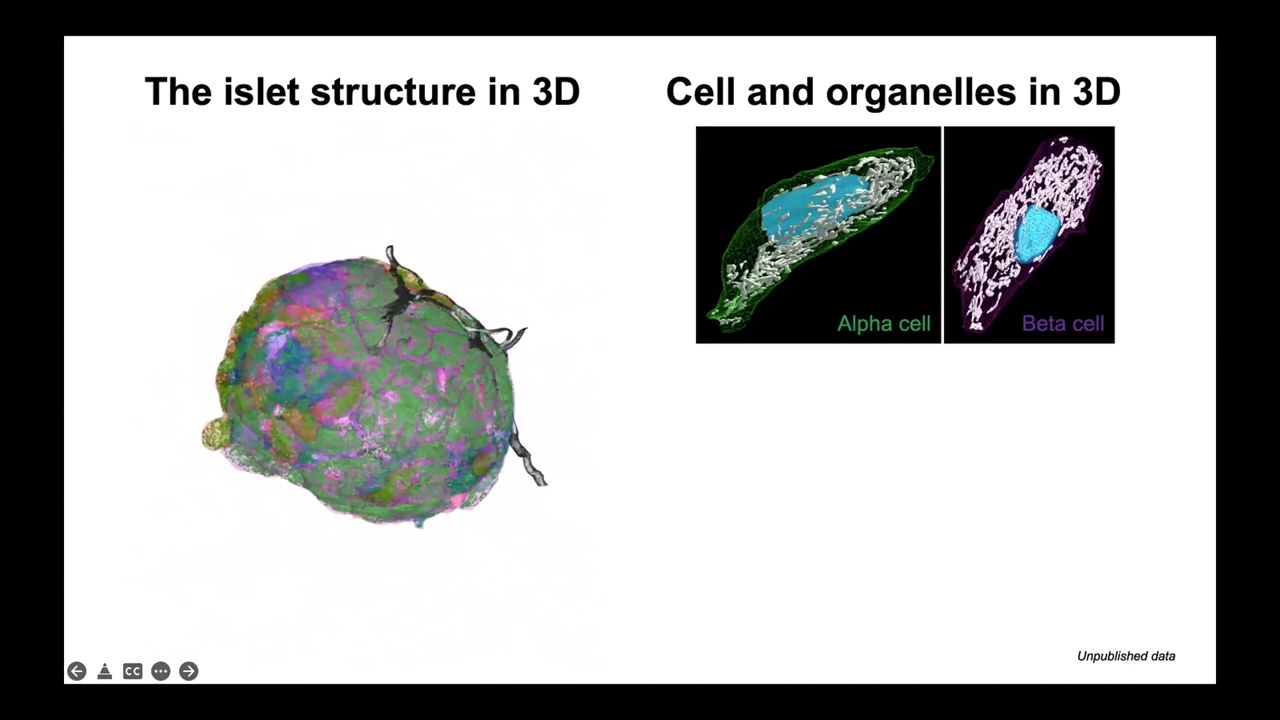 The islet structure in 3D
Cell and organelles in 3D
Alpha cell
Beta cell
Unpublished data
CC